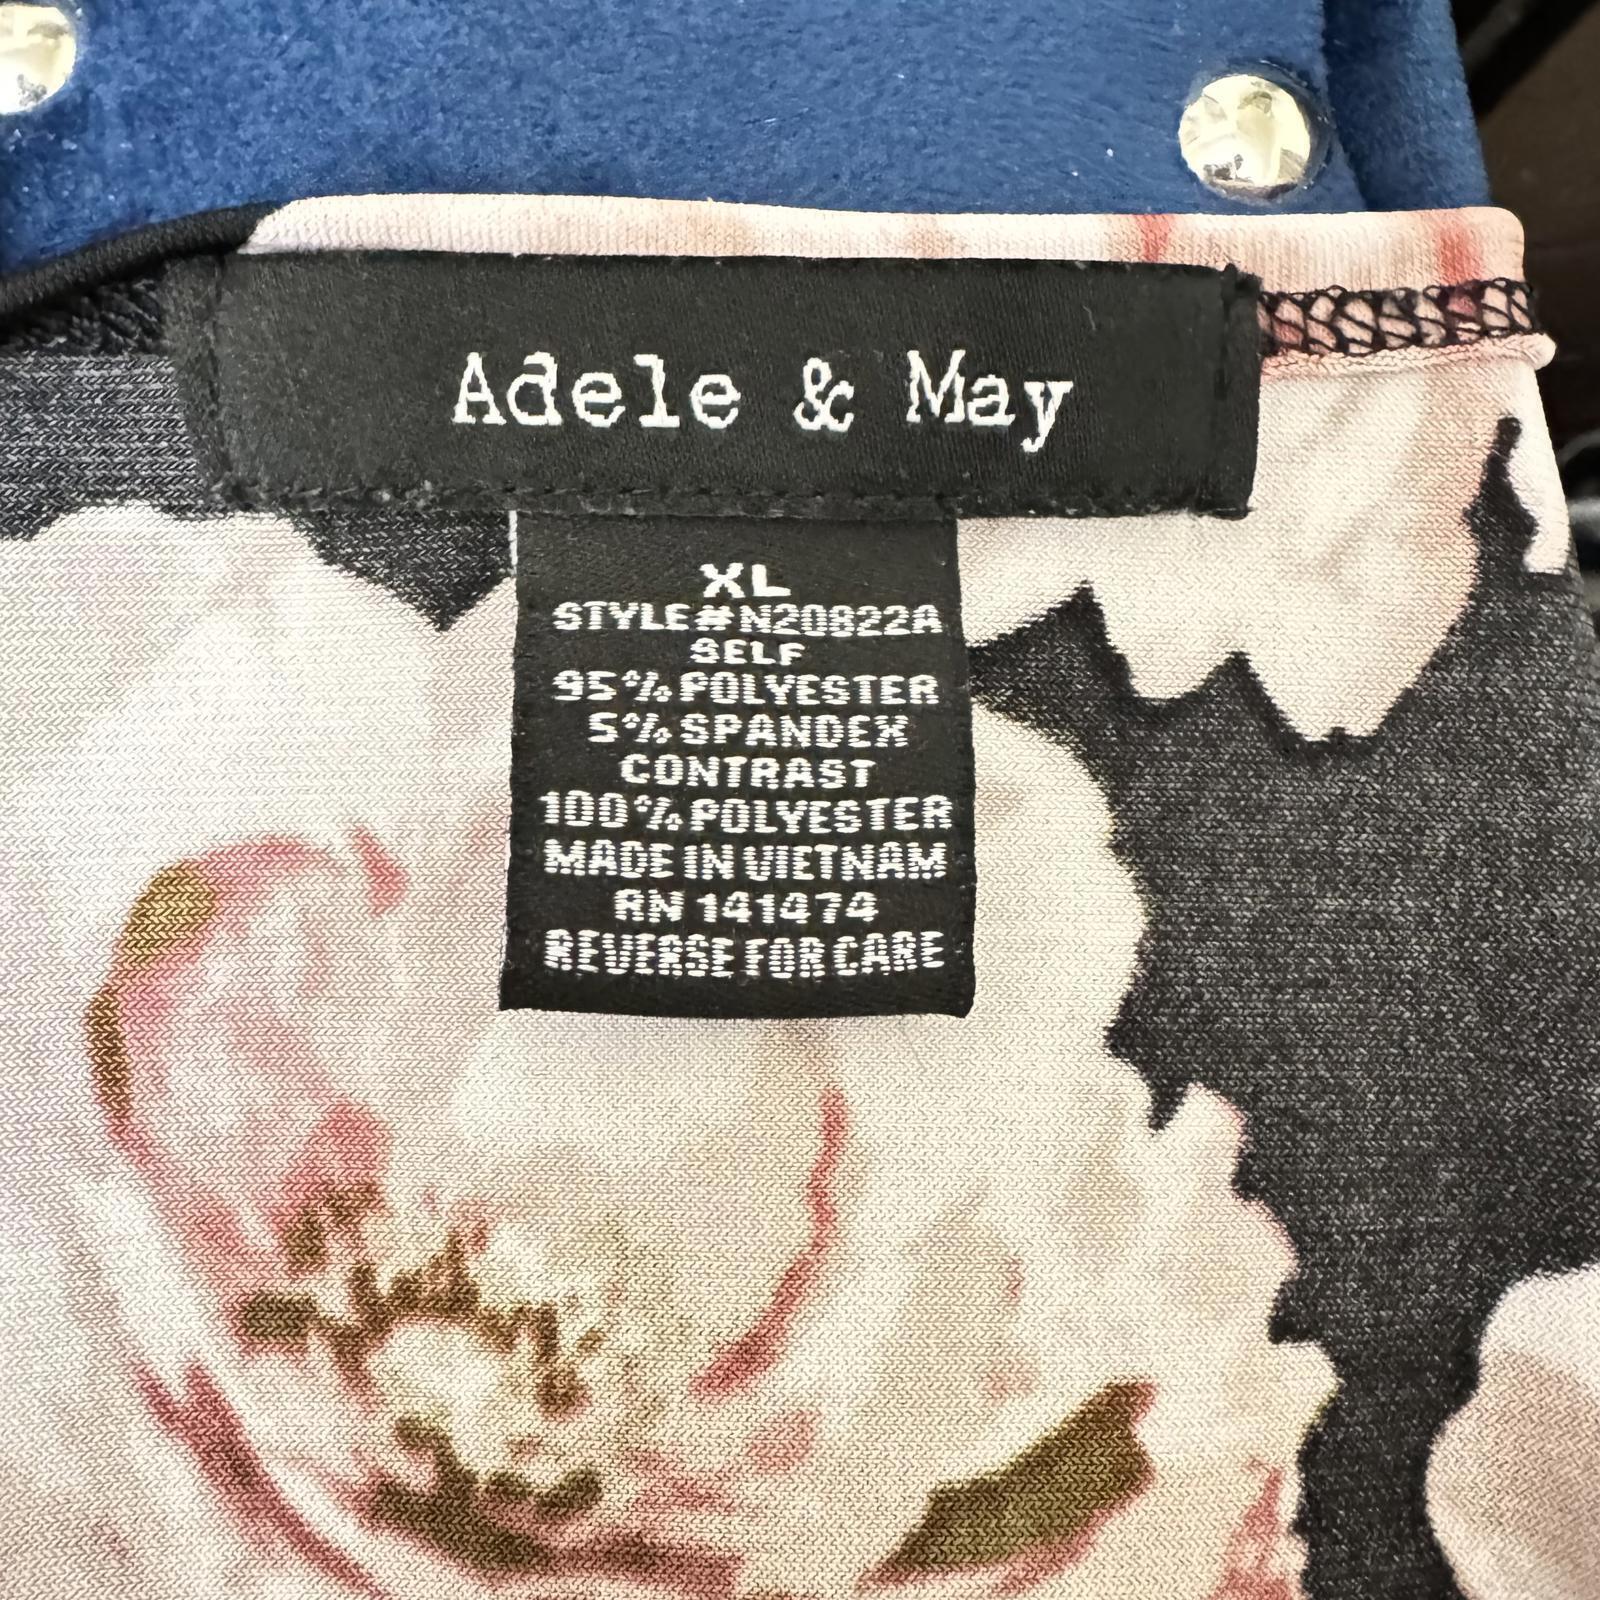 Adele & May
XL
STYLE#N20822A
SELF
95% POLYESTER
5% SPANDEX
CONTRAST
100% POLYESTER
MADE IN VIETNAM
RN 141474
REVERSE FOR CARE